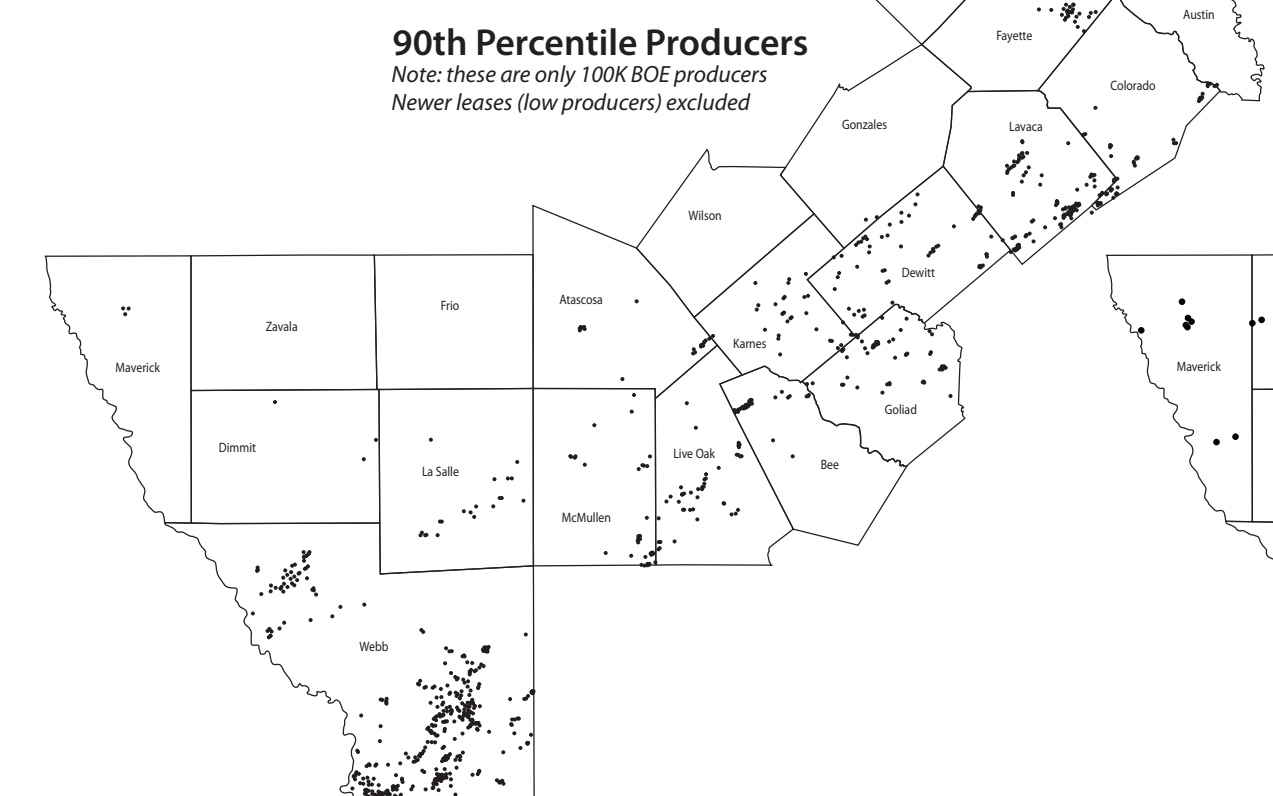 90th Percentile Producers
Note: these are only 100K BOE producers
Newer leases (low producers) excluded
Austin
Fayette
Colorado
Gonzales
Lavaca
Wilson
Dewitt
Atascosa
Frio
Zavala
Karnes
Maverick
Maverick
Goliad
Dimmit
Live Oak
Bee
La Salle
McMullen
Webb